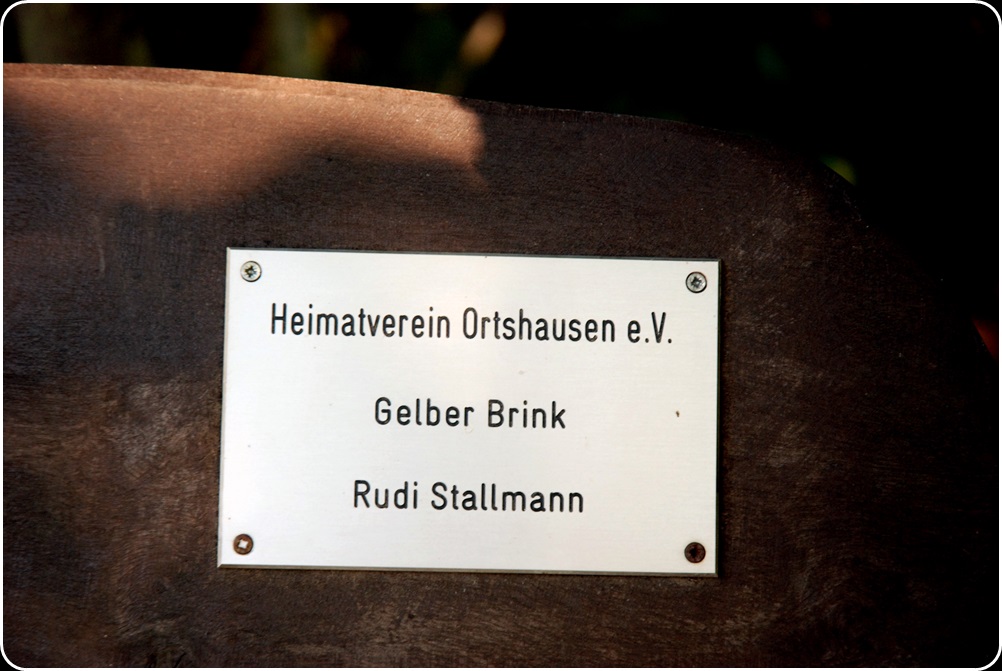 Heimatverein Ortshausen e.V.
Gelber Brink
Rudi Stallmann